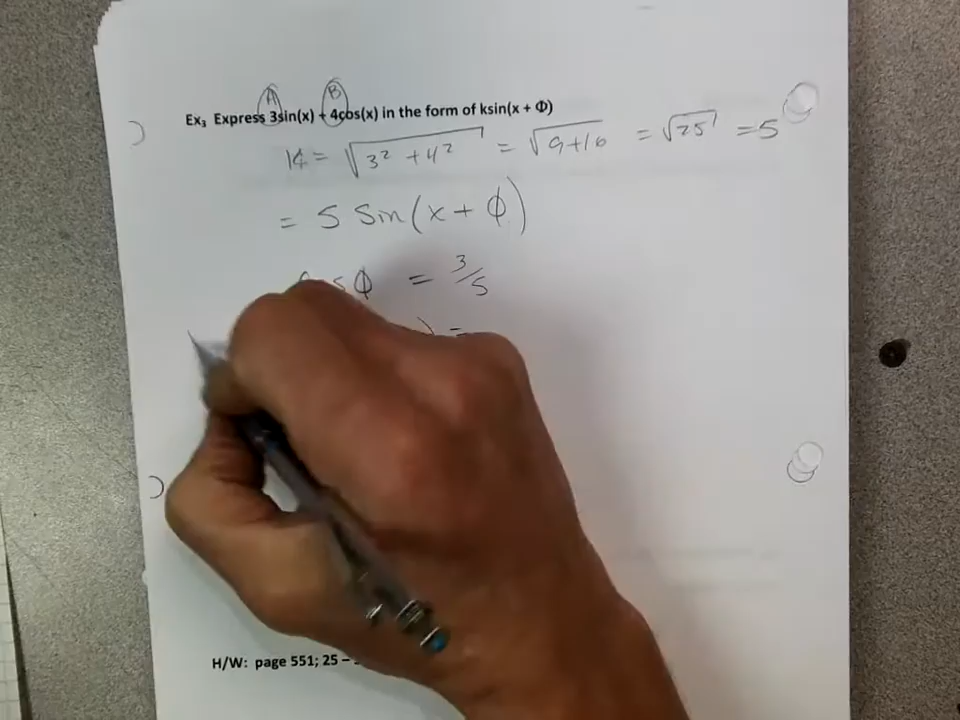 Ex₃ Express 3sin(x) + 4cos(x) in the form of ksin(x + Φ)
A B
K = √3² + 4² = √9+16 = √25 = 5
= 5 Sin(x + ϕ)
ϕ = 3/5
=
H/W: page 551; 25 –